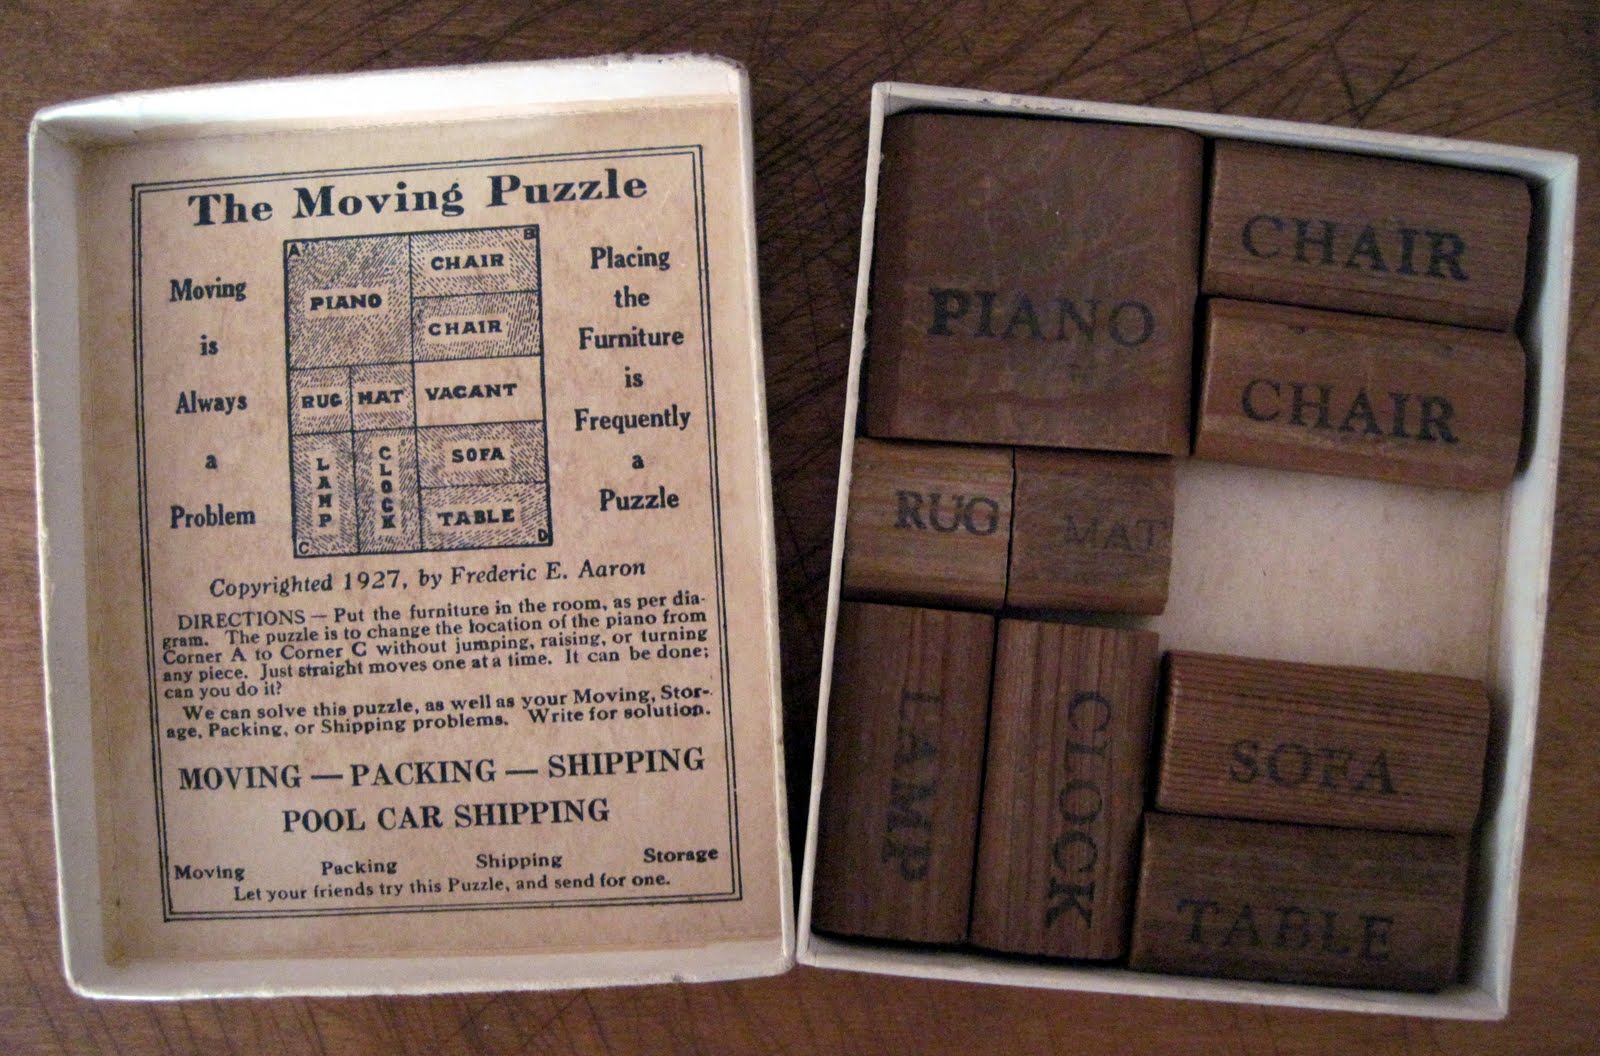 The Moving Puzzle
Moving
is
Always
a
Problem
A
B
PIANO
CHAIR
CHAIR
RUG
MAT
VACANT
LAMP
CLOCK
SOFA
TABLE
C
D
Placing
the
Furniture
is
Frequently
a
Puzzle
Copyrighted 1927, by Frederic E. Aaron
DIRECTIONS — Put the furniture in the room, as per dia-
gram. The puzzle is to change the location of the piano from
Corner A to Corner C without jumping, raising, or turning
any piece. Just straight moves one at a time. It can be done;
can you do it?
We can solve this puzzle, as well as your Moving, Stor-
age, Packing, or Shipping problems. Write for solution.
MOVING — PACKING — SHIPPING
POOL CAR SHIPPING
Moving Packing Shipping Storage
Let your friends try this Puzzle, and send for one.
PIANO
CHAIR
CHAIR
RUG
MAT
LAMP
CLOCK
SOFA
TABLE